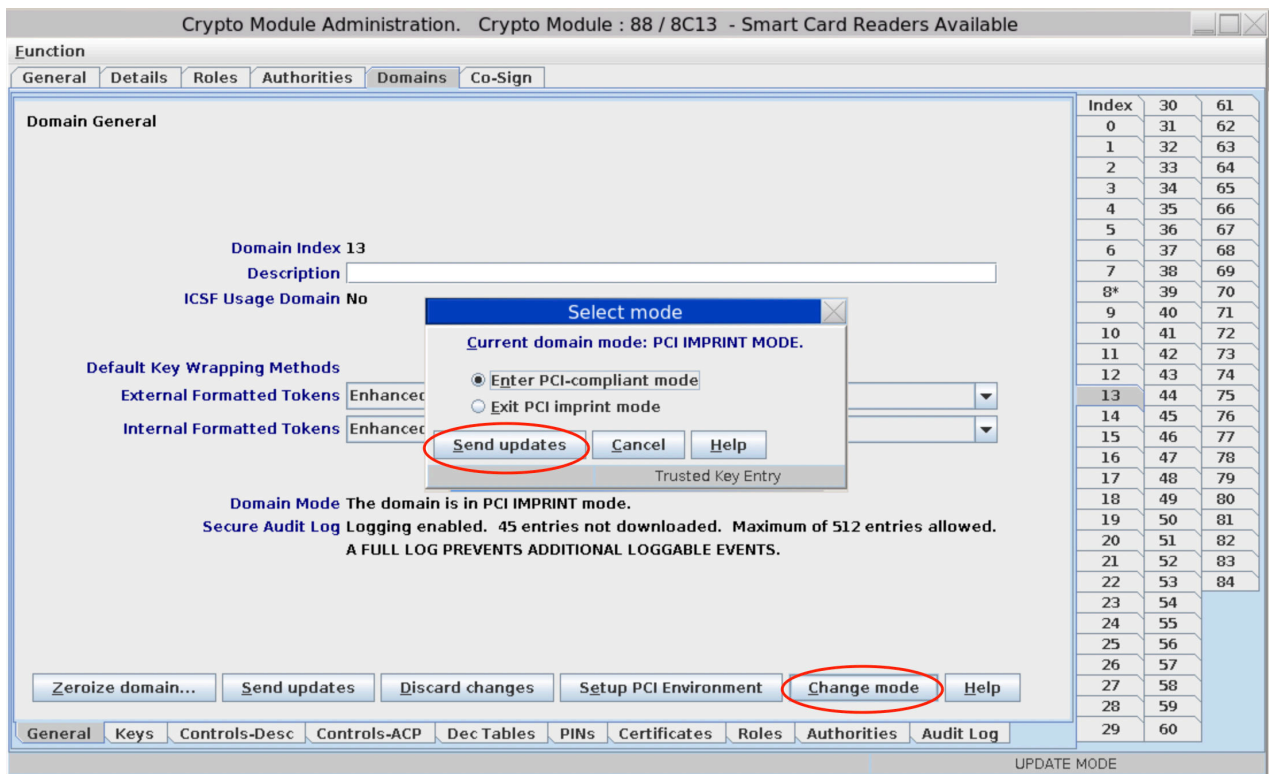 Crypto Module Administration. Crypto Module : 88 / 8C13 - Smart Card Readers Available
Function
General Details Roles Authorities Domains Co-Sign
Domain General
Domain Index 13
Description
ICSF Usage Domain No
Default Key Wrapping Methods
External Formatted Tokens Enhanced
Internal Formatted Tokens Enhanced
Select mode
Current domain mode: PCI IMPRINT MODE.
Enter PCI-compliant mode
Exit PCI imprint mode
Send updates Cancel Help
Trusted Key Entry
Domain Mode The domain is in PCI IMPRINT mode.
Secure Audit Log Logging enabled. 45 entries not downloaded. Maximum of 512 entries allowed.
A FULL LOG PREVENTS ADDITIONAL LOGGABLE EVENTS.
Zeroize domain... Send updates Discard changes Setup PCI Environment Change mode Help
General Keys Controls-Desc Controls-ACP Dec Tables PINs Certificates Roles Authorities Audit Log
Index 30 61
0 31 62
1 32 63
2 33 64
3 34 65
4 35 66
5 36 67
6 37 68
7 38 69
8* 39 70
9 40 71
10 41 72
11 42 73
12 43 74
13 44 75
14 45 76
15 46 77
16 47 78
17 48 79
18 49 80
19 50 81
20 51 82
21 52 83
22 53 84
23 54
24 55
25 56
26 57
27 58
28 59
29 60
UPDATE MODE